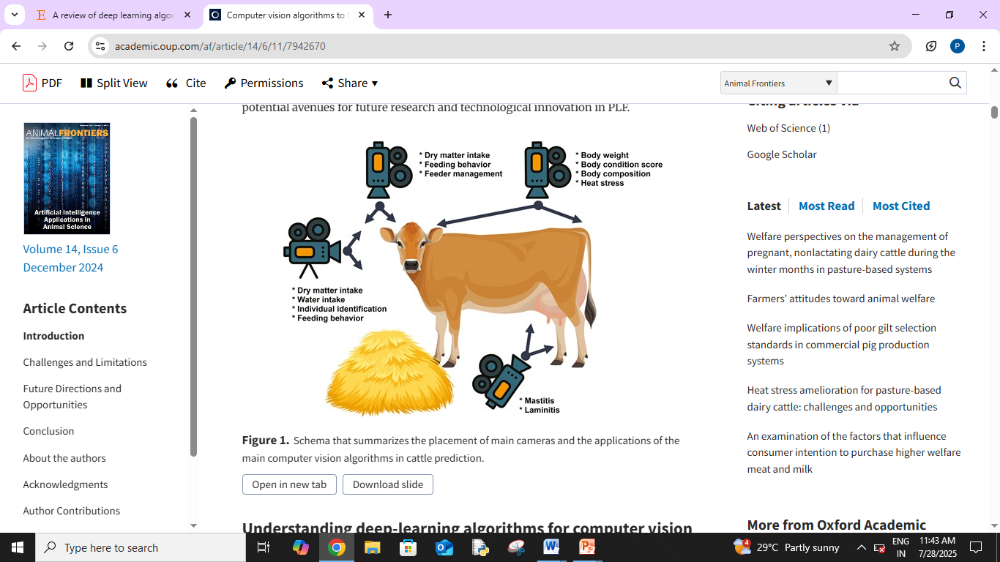 A review of deep learning algor
Computer vision algorithms to
academic.oup.com/af/article/14/6/11/7942670
P
PDF
Split View
Cite
Permissions
Share
Animal Frontiers
potential avenues for future research and technological innovation in PLF.
ANIMALFRONTIERS
Artificial Intelligence
Applications in
Animal Science
Volume 14, Issue 6
December 2024
Article Contents
Introduction
Challenges and Limitations
Future Directions and
Opportunities
Conclusion
About the authors
Acknowledgments
Author Contributions
* Dry matter intake
* Feeding behavior
* Feeder management
* Body weight
* Body condition score
* Body composition
* Heat stress
* Dry matter intake
* Water intake
* Individual identification
* Feeding behavior
* Mastitis
* Laminitis
Figure 1. Schema that summarizes the placement of main cameras and the applications of the
main computer vision algorithms in cattle prediction.
Open in new tab
Download slide
Understanding deep-learning algorithms for computer vision
Citing articles via
Web of Science (1)
Google Scholar
Latest
Most Read
Most Cited
Welfare perspectives on the management of
pregnant, nonlactating dairy cattle during the
winter months in pasture-based systems
Farmers’ attitudes toward animal welfare
Welfare implications of poor gilt selection
standards in commercial pig production
systems
Heat stress amelioration for pasture-based
dairy cattle: challenges and opportunities
An examination of the factors that influence
consumer intention to purchase higher welfare
meat and milk
More from Oxford Academic
Type here to search
4
29°C Partly sunny
ENG
IN
11:43 AM
7/28/2025